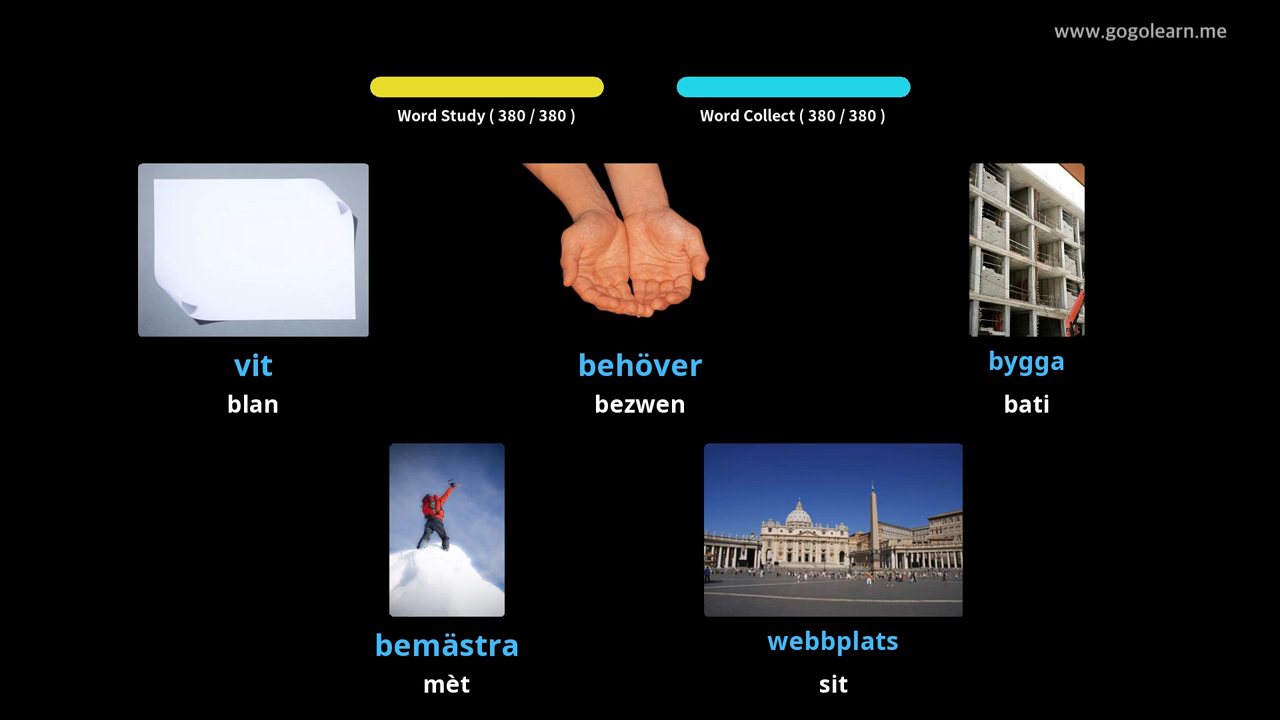 www.gogolearn.me
Word Study ( 380 / 380 )
Word Collect ( 380 / 380 )
vit
behöver
bygga
blan
bezwen
bati
bemästra
webbplats
mèt
sit